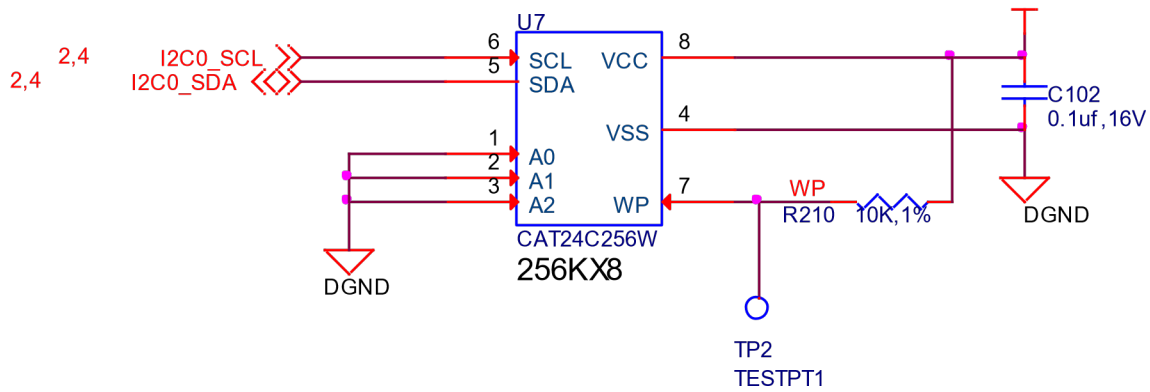 U7
2,4
I2C0_SCL
6
SCL
VCC
8
2,4
I2C0_SDA
5
SDA
C102
0.1uf,16V
VSS
4
1
A0
2
A1
3
A2
WP
7
WP
R210
10K,1%
DGND
CAT24C256W
256KX8
DGND
TP2
TESTPT1